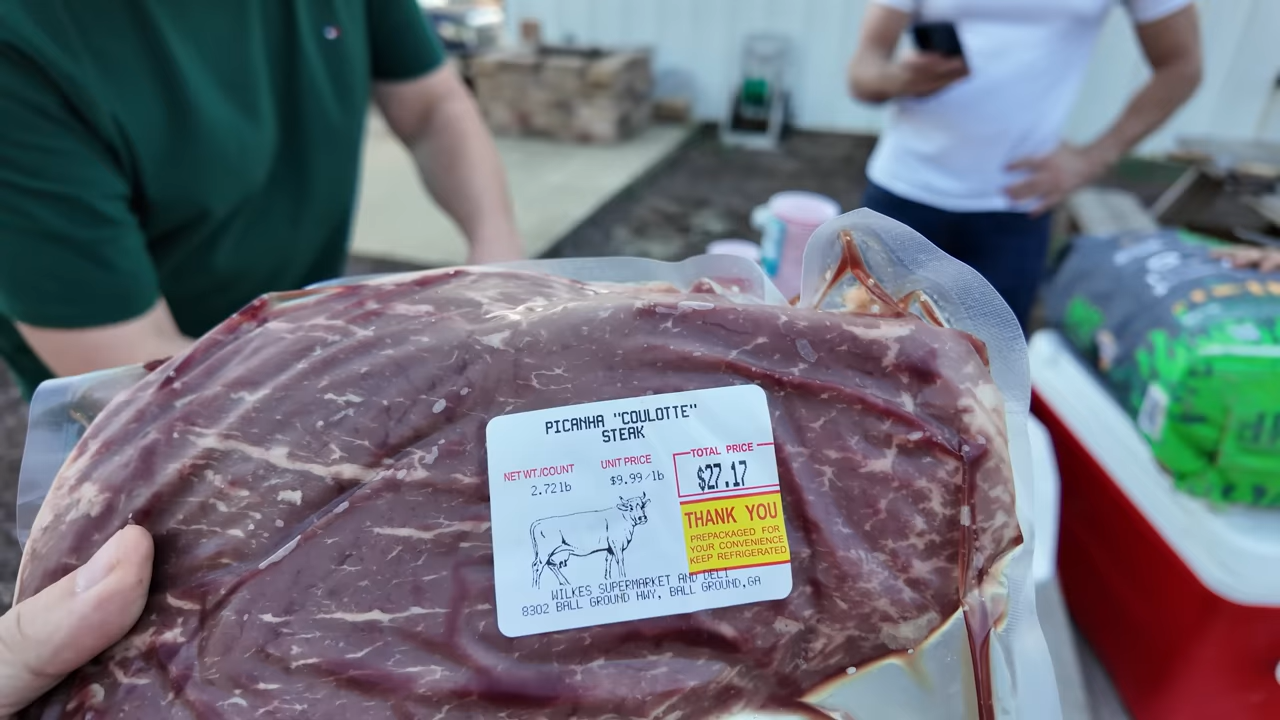 PICANHA "COULOTTE"
STEAK
NET WT./COUNT
2.72lb
UNIT PRICE
$9.99/lb
TOTAL PRICE
$27.17
THANK YOU
PREPACKAGED FOR
YOUR CONVENIENCE
KEEP REFRIGERATED
WILKES SUPERMARKET AND DELI
8302 BALL GROUND HWY, BALL GROUND,GA